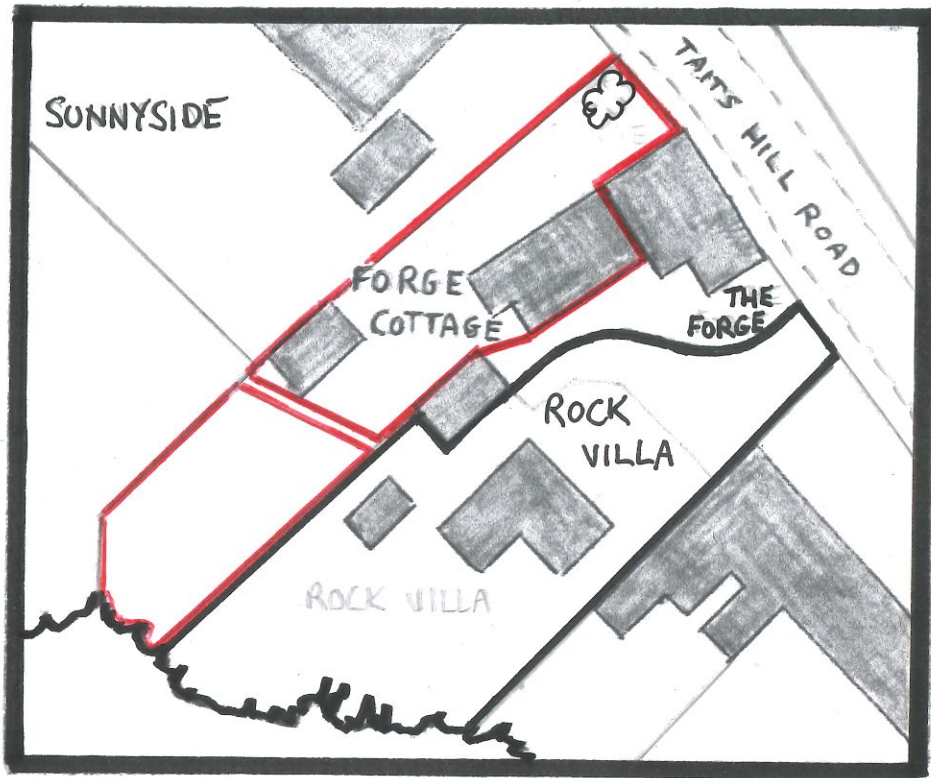 SUNNYSIDE
TAITS HILL ROAD
FORGE
COTTAGE
THE
FORGE
ROCK
VILLA
ROCK VILLA